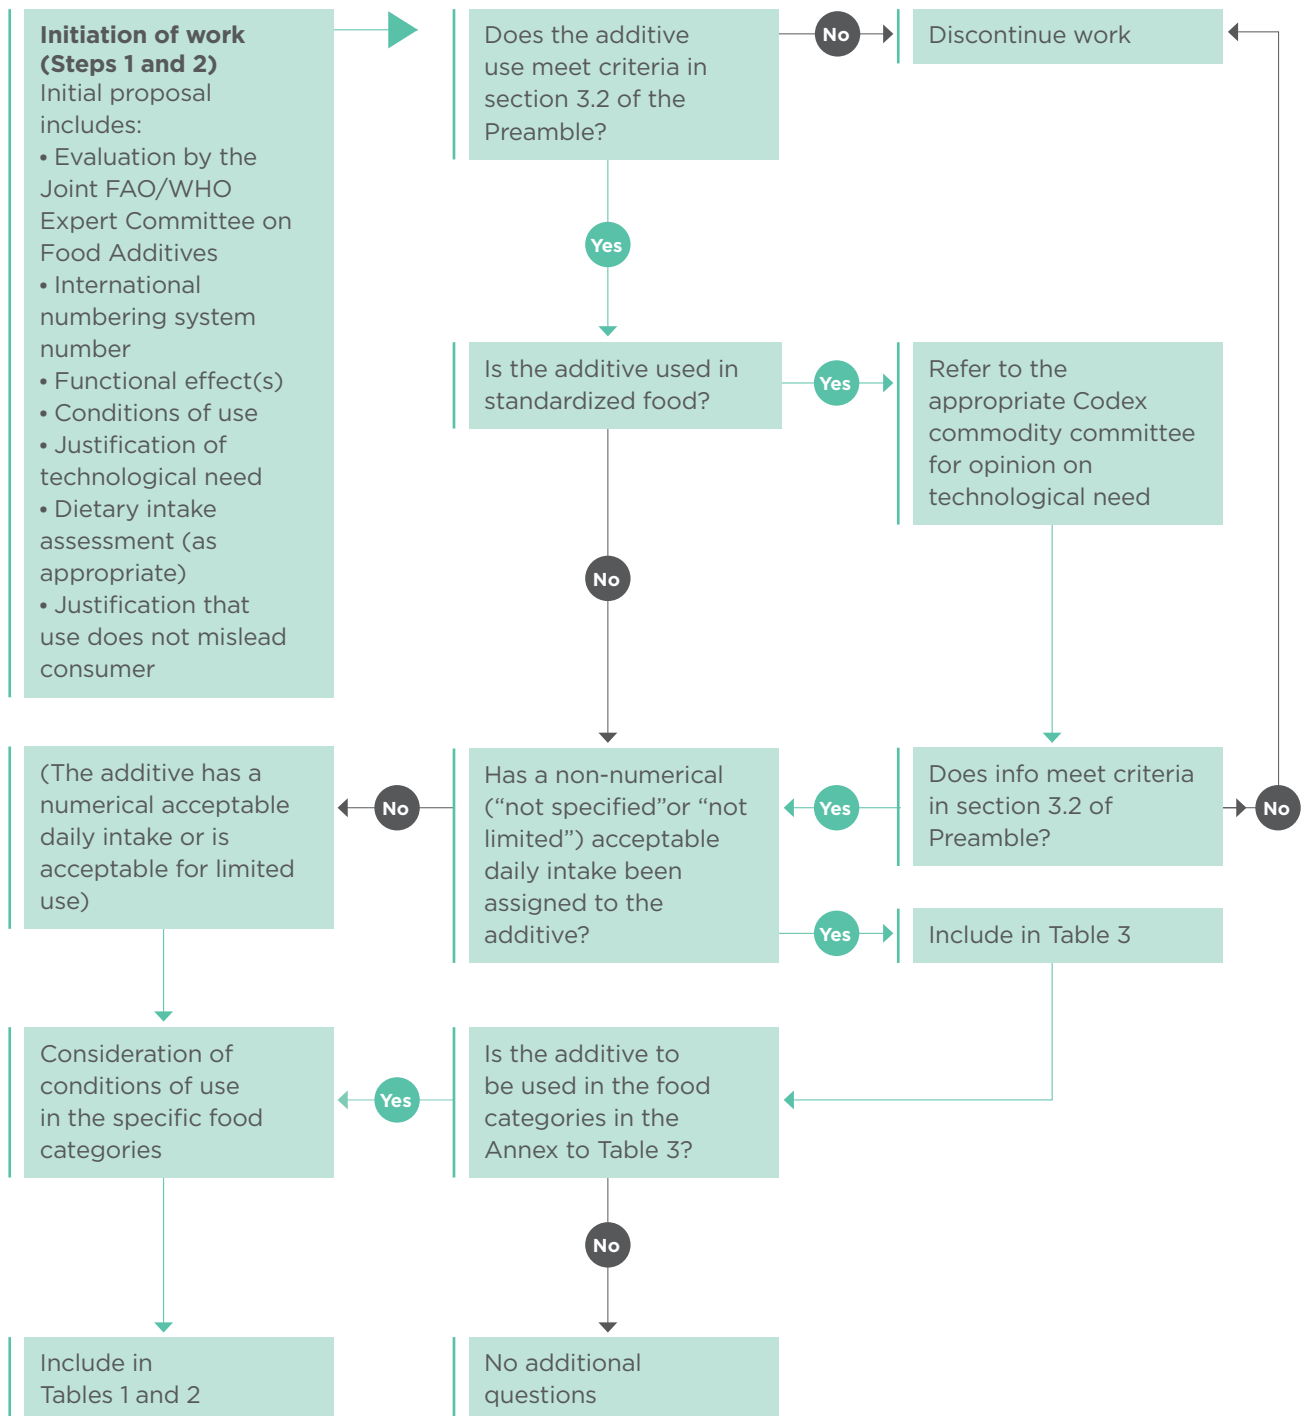 Initiation of work
(Steps 1 and 2)
Initial proposal
includes:
• Evaluation by the
Joint FAO/WHO
Expert Committee on
Food Additives
• International
numbering system
number
• Functional effect(s)
• Conditions of use
• Justification of
technological need
• Dietary intake
assessment (as
appropriate)
• Justification that
use does not mislead
consumer
Does the additive
use meet criteria in
section 3.2 of the
Preamble?
No
Discontinue work
Yes
Is the additive used in
standardized food?
Yes
Refer to the
appropriate Codex
commodity committee
for opinion on
technological need
No
(The additive has a
numerical acceptable
daily intake or is
acceptable for limited
use)
No
Has a non-numerical
(“not specified”or “not
limited”) acceptable
daily intake been
assigned to the
additive?
Yes
Does info meet criteria
in section 3.2 of
Preamble?
No
Yes
Include in Table 3
Consideration of
conditions of use
in the specific food
categories
Yes
Is the additive to
be used in the food
categories in the
Annex to Table 3?
No
Include in
Tables 1 and 2
No additional
questions